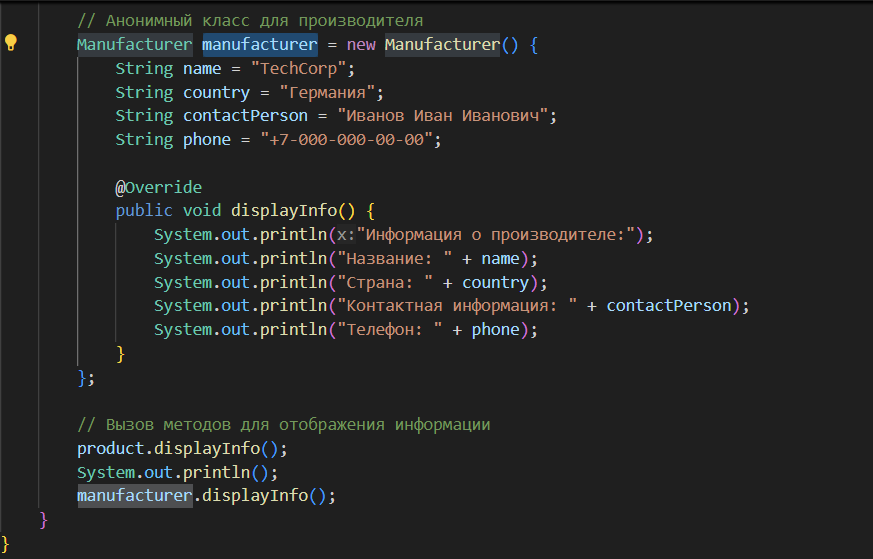 // Анонимный класс для производителя
Manufacturer manufacturer = new Manufacturer() {
String name = "TechCorp";
String country = "Германия";
String contactPerson = "Иванов Иван Иванович";
String phone = "+7-000-000-00-00";
@Override
public void displayInfo() {
System.out.println(x:"Информация о производителе:");
System.out.println("Название: " + name);
System.out.println("Страна: " + country);
System.out.println("Контактная информация: " + contactPerson);
System.out.println("Телефон: " + phone);
}
};
// Вызов методов для отображения информации
product.displayInfo();
System.out.println();
manufacturer.displayInfo();
}
}